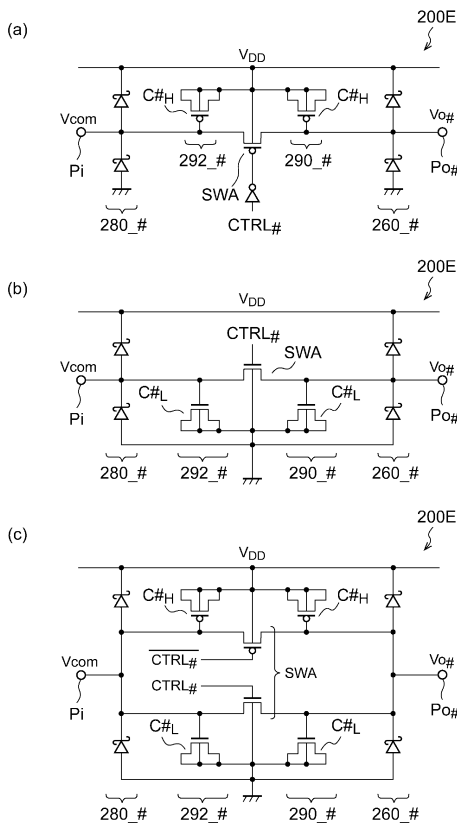 (a)
200E
VDD
C#H
C#H
Vcom
Vo#
Pi
292_#
290_#
Po#
SWA
280_#
CTRL#
260_#
(b)
200E
VDD
CTRL#
Vcom
SWA
Vo#
Pi
C#L
C#L
Po#
280_#
292_#
290_#
260_#
(c)
200E
VDD
C#H
C#H
CTRL#
Vcom
SWA
Vo#
CTRL#
Pi
Po#
C#L
C#L
280_#
292_#
290_#
260_#